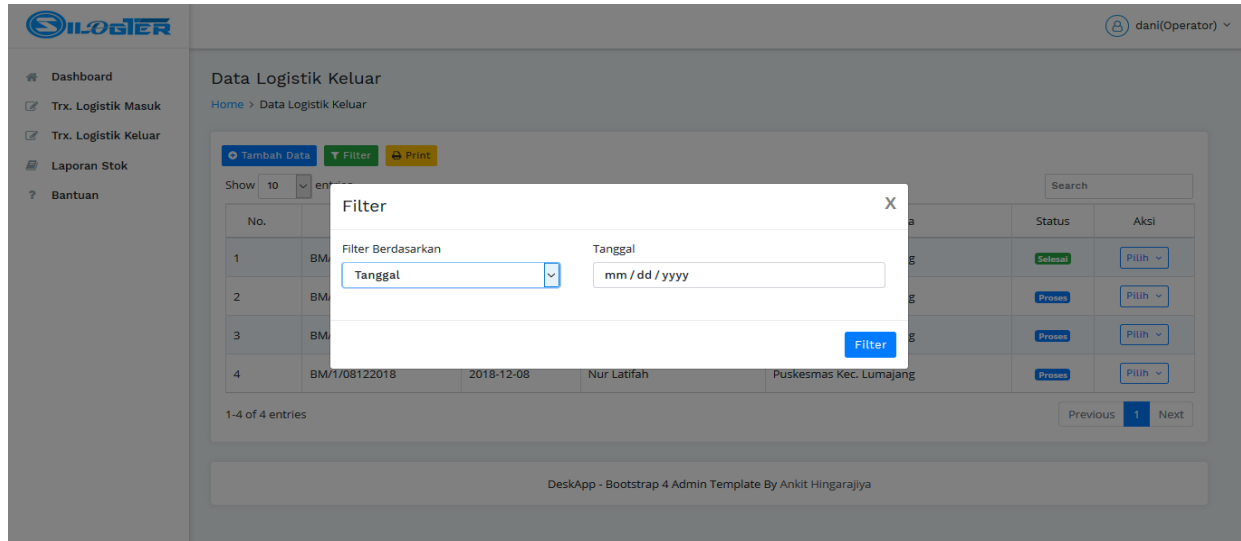 SILOGTER
dani(Operator)
Dashboard
Trx. Logistik Masuk
Trx. Logistik Keluar
Laporan Stok
? Bantuan
Data Logistik Keluar
Home > Data Logistik Keluar
Tambah Data Filter Print
Show 10 Search
Filter X
Filter Berdasarkan Tanggal
Tanggal mm / dd / yyyy
Filter
No. Status Aksi
1 Selesai Pilih
2 Proses Pilih
3 Proses Pilih
4 BM/1/08122018 2018-12-08 Nur Latifah Puskesmas Kec. Lumajang Proses Pilih
1-4 of 4 entries Previous 1 Next
DeskApp - Bootstrap 4 Admin Template By Ankit Hingarajiya